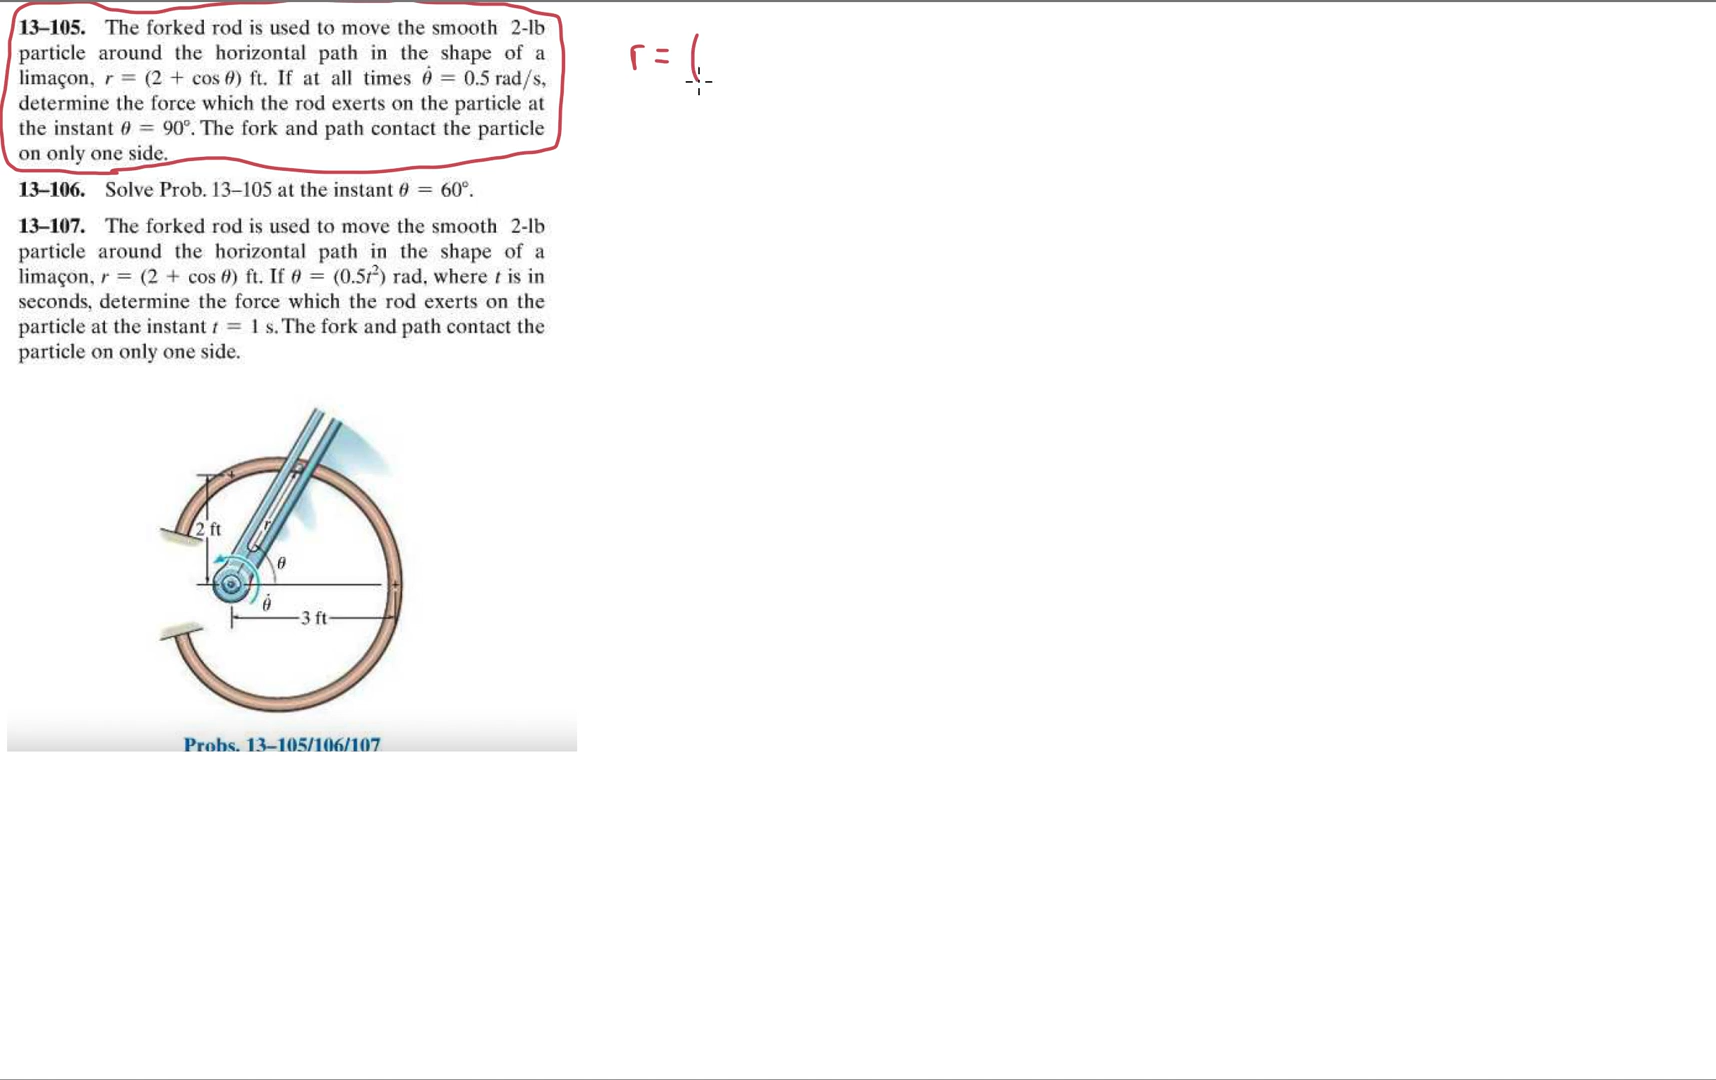 13–105. The forked rod is used to move the smooth 2-lb
particle around the horizontal path in the shape of a
limaçon, r = (2 + cos θ) ft. If at all times θ̇ = 0.5 rad/s,
determine the force which the rod exerts on the particle at
the instant θ = 90°. The fork and path contact the particle
on only one side.
13–106. Solve Prob. 13–105 at the instant θ = 60°.
13–107. The forked rod is used to move the smooth 2-lb
particle around the horizontal path in the shape of a
limaçon, r = (2 + cos θ) ft. If θ = (0.5t²) rad, where t is in
seconds, determine the force which the rod exerts on the
particle at the instant t = 1 s. The fork and path contact the
particle on only one side.
r = (
2 ft
r
θ
θ̇
3 ft
Probs. 13–105/106/107